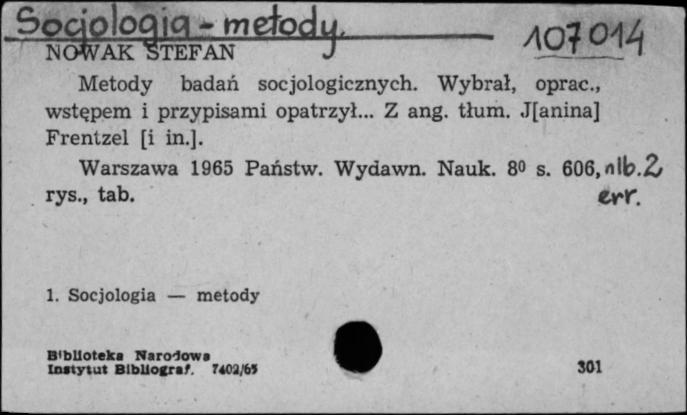 Socjologia - metody.
107014
NOWAK STEFAN
Metody badań socjologicznych. Wybrał, oprac.,
wstępem i przypisami opatrzył... Z ang. tłum. J[anina]
Frentzel [i in.].
Warszawa 1965 Państw. Wydawn. Nauk. 8⁰ s. 606, nlb. 2
rys., tab. err.
1. Socjologia — metody
Biblioteka Narodowa
Instytut Bibliograf. 7402/65
301